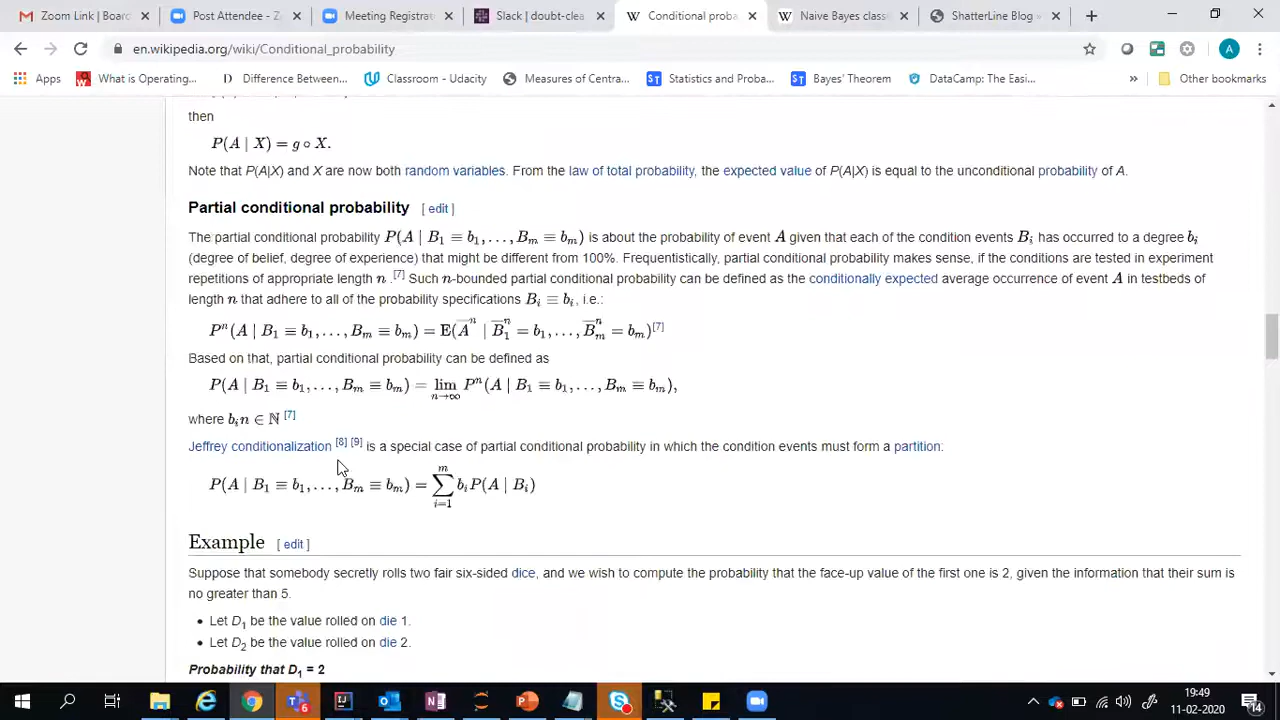 Zoom Link | Board
PostAttendee - Z
Meeting Registrat
Slack | doubt-clea
Conditional proba
Naive Bayes classi
ShatterLine Blog »
en.wikipedia.org/wiki/Conditional_probability
A
Apps
What is Operating...
Difference Between...
Classroom - Udacity
Measures of Centra...
Statistics and Proba...
Bayes' Theorem
DataCamp: The Easi...
»
Other bookmarks
then
P(A | X) = g ∘ X.
Note that P(A|X) and X are now both random variables. From the law of total probability, the expected value of P(A|X) is equal to the unconditional probability of A.
Partial conditional probability [ edit ]
The partial conditional probability P(A | B₁ ≡ b₁, . . . , Bₘ ≡ bₘ) is about the probability of event A given that each of the condition events Bᵢ has occurred to a degree bᵢ
(degree of belief, degree of experience) that might be different from 100%. Frequentistically, partial conditional probability makes sense, if the conditions are tested in experiment
repetitions of appropriate length n .[7] Such n-bounded partial conditional probability can be defined as the conditionally expected average occurrence of event A in testbeds of
length n that adhere to all of the probability specifications Bᵢ ≡ bᵢ, i.e.:
Pⁿ(A | B₁ ≡ b₁, . . . , Bₘ ≡ bₘ) = E(A̅ⁿ | B̅₁ⁿ = b₁, . . . , B̅ₘⁿ = bₘ)[7]
Based on that, partial conditional probability can be defined as
P(A | B₁ ≡ b₁, . . . , Bₘ ≡ bₘ) = lim n→∞ Pⁿ(A | B₁ ≡ b₁, . . . , Bₘ ≡ bₘ),
where bᵢn ∈ ℕ [7]
Jeffrey conditionalization [8] [9] is a special case of partial conditional probability in which the condition events must form a partition:
P(A | B₁ ≡ b₁, . . . , Bₘ ≡ bₘ) = ∑ᵢ₌₁ᵐ bᵢP(A | Bᵢ)
Example [ edit ]
Suppose that somebody secretly rolls two fair six-sided dice, and we wish to compute the probability that the face-up value of the first one is 2, given the information that their sum is
no greater than 5.
• Let D₁ be the value rolled on die 1.
• Let D₂ be the value rolled on die 2.
Probability that D₁ = 2
19:49
11-02-2020